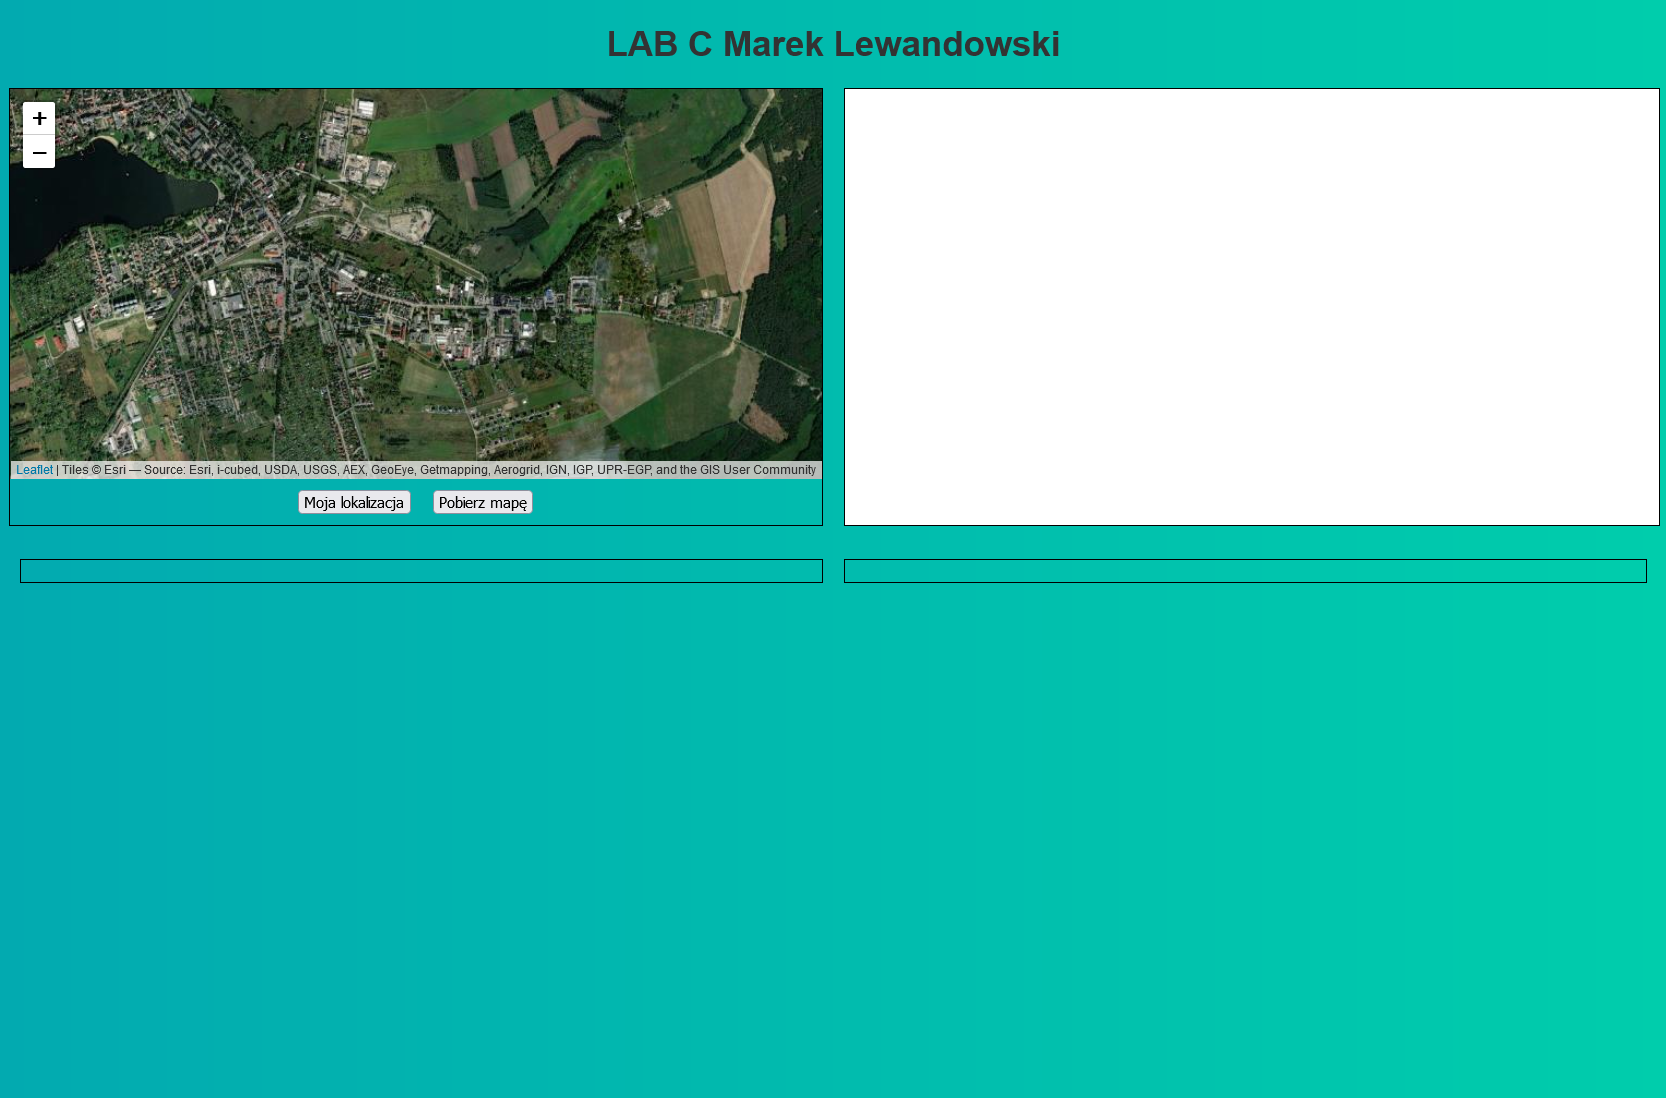 LAB C Marek Lewandowski
+
−
Leaflet | Tiles © Esri — Source: Esri, i-cubed, USDA, USGS, AEX, GeoEye, Getmapping, Aerogrid, IGN, IGP, UPR-EGP, and the GIS User Community
Moja lokalizacja Pobierz mapę